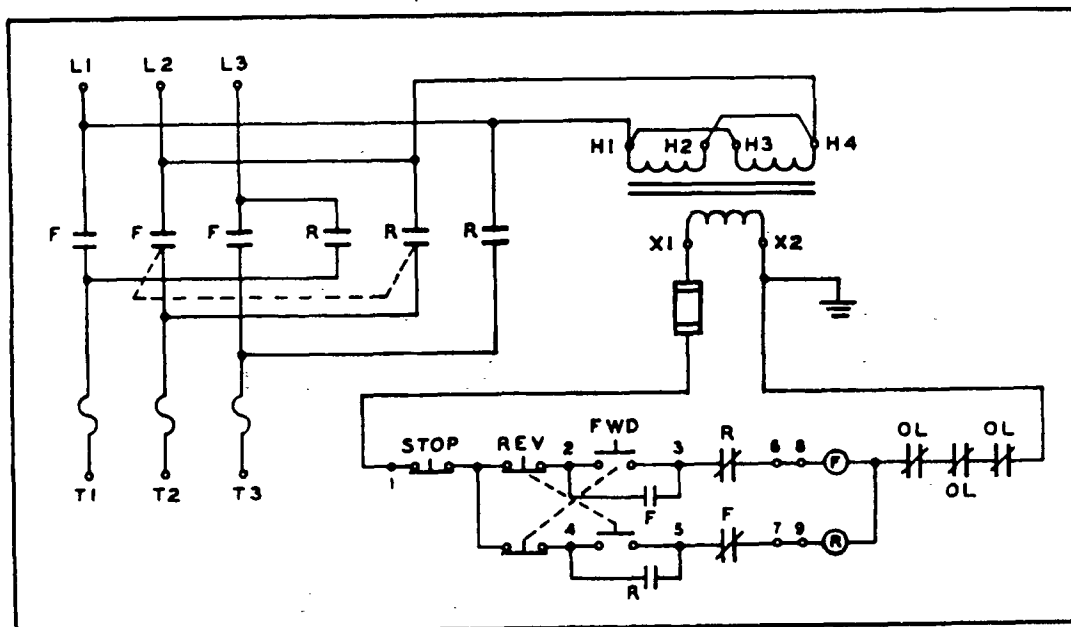 L1 L2 L3
H1 H2 H3 H4
F F F R R R
X1 X2
STOP REV 2 FWD 3 R 6 8 F OL OL
1
T1 T2 T3
F
OL
4 5 F 7 9 R
R